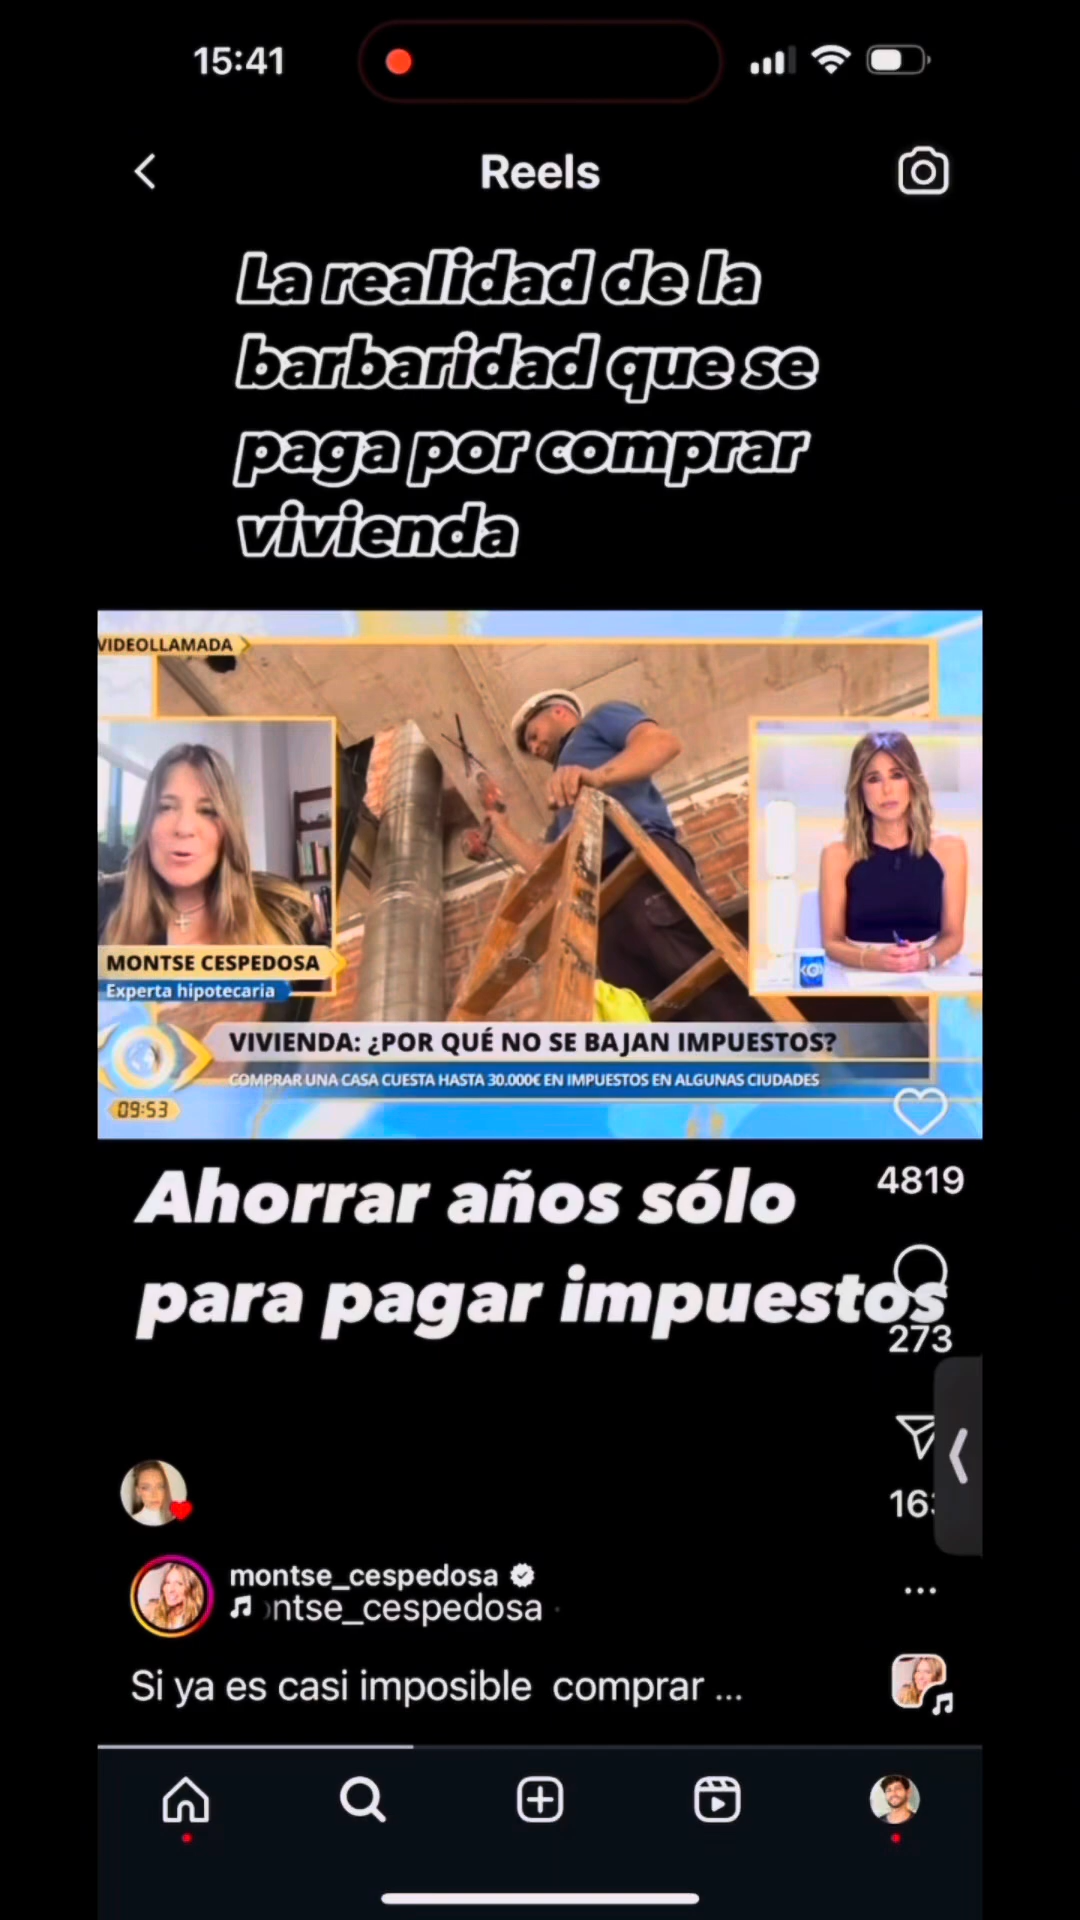 15:41
Reels
La realidad de la
barbaridad que se
paga por comprar
vivienda
VIDEOLLAMADA
MONTSE CESPEDOSA
Experta hipotecaria
VIVIENDA: ¿POR QUÉ NO SE BAJAN IMPUESTOS?
COMPRAR UNA CASA CUESTA HASTA 30.000€ EN IMPUESTOS EN ALGUNAS CIUDADES
09:53
4819
Ahorrar años sólo
para pagar impuestos
273
montse_cespedosa
ntse_cespedosa
Si ya es casi imposible comprar ...